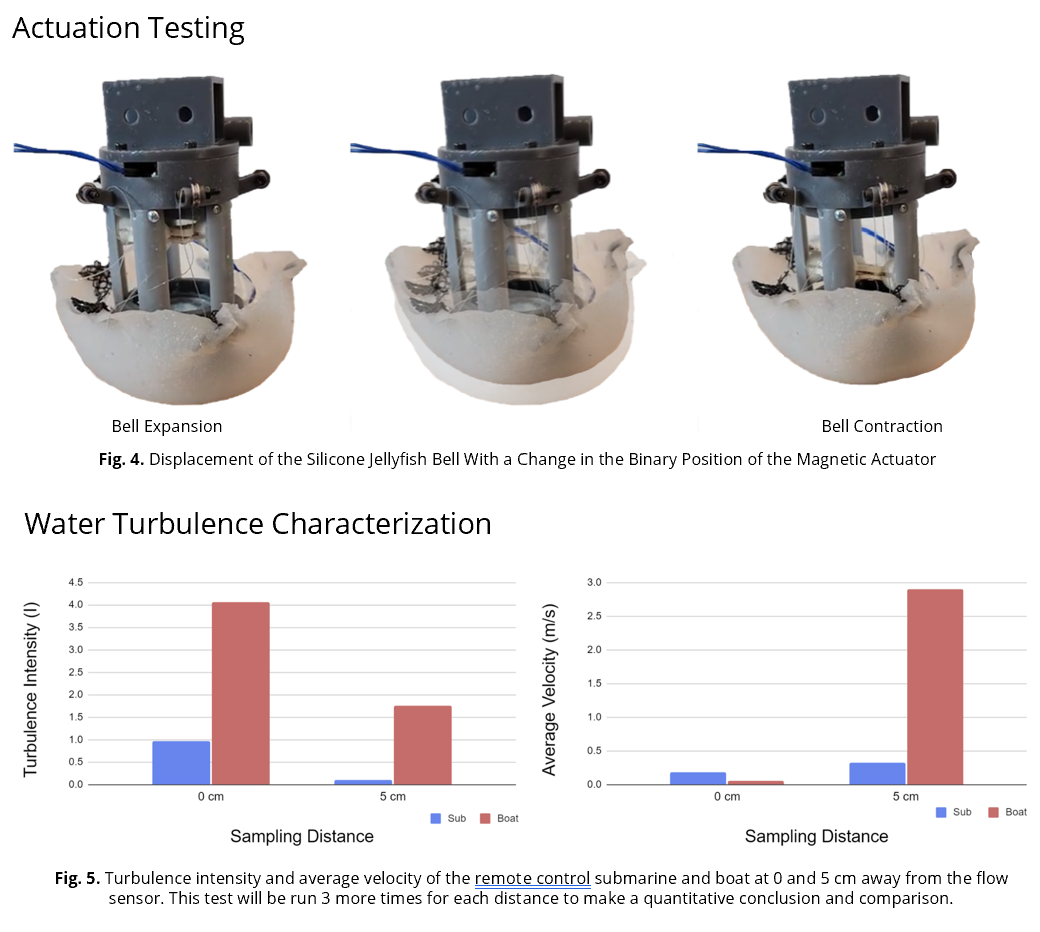 Actuation Testing
Bell Expansion
Bell Contraction
Fig. 4. Displacement of the Silicone Jellyfish Bell With a Change in the Binary Position of the Magnetic Actuator
Water Turbulence Characterization
Turbulence Intensity (I)
4.5
4.0
3.5
3.0
2.5
2.0
1.5
1.0
0.5
0.0
0 cm
5 cm
Sub
Boat
Sampling Distance
Average Velocity (m/s)
3.0
2.5
2.0
1.5
1.0
0.5
0.0
0 cm
5 cm
Sub
Boat
Sampling Distance
Fig. 5. Turbulence intensity and average velocity of the remote control submarine and boat at 0 and 5 cm away from the flow
sensor. This test will be run 3 more times for each distance to make a quantitative conclusion and comparison.